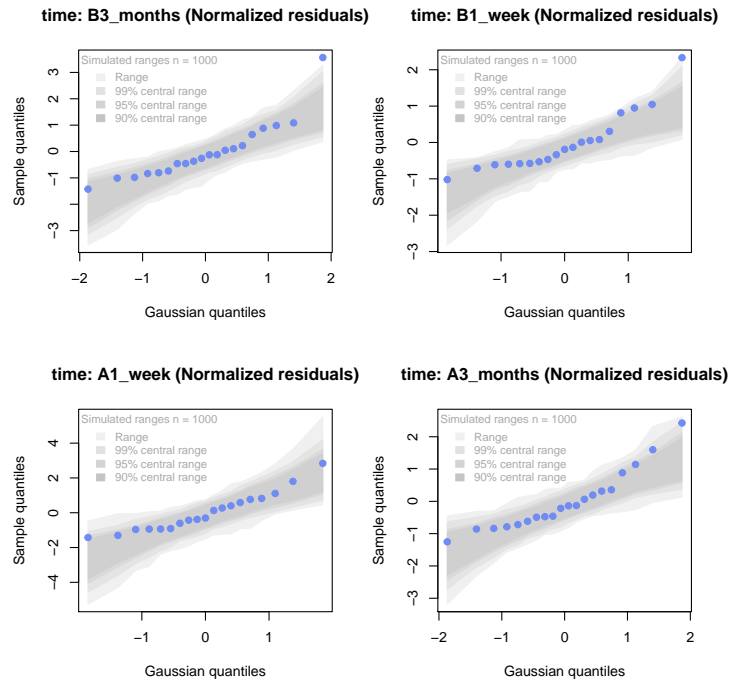 time: B3_months (Normalized residuals)
Simulated ranges n = 1000
Range
99% central range
95% central range
90% central range
Sample quantiles
3
1
0
−1
−3
−2
−1
0
1
2
Gaussian quantiles
time: B1_week (Normalized residuals)
Simulated ranges n = 1000
Range
99% central range
95% central range
90% central range
Sample quantiles
2
1
0
−1
−2
−3
−1
0
1
Gaussian quantiles
time: A1_week (Normalized residuals)
Simulated ranges n = 1000
Range
99% central range
95% central range
90% central range
Sample quantiles
4
2
0
−2
−4
−1
0
1
Gaussian quantiles
time: A3_months (Normalized residuals)
Simulated ranges n = 1000
Range
99% central range
95% central range
90% central range
Sample quantiles
2
1
0
−1
−2
−3
−2
−1
0
1
2
Gaussian quantiles